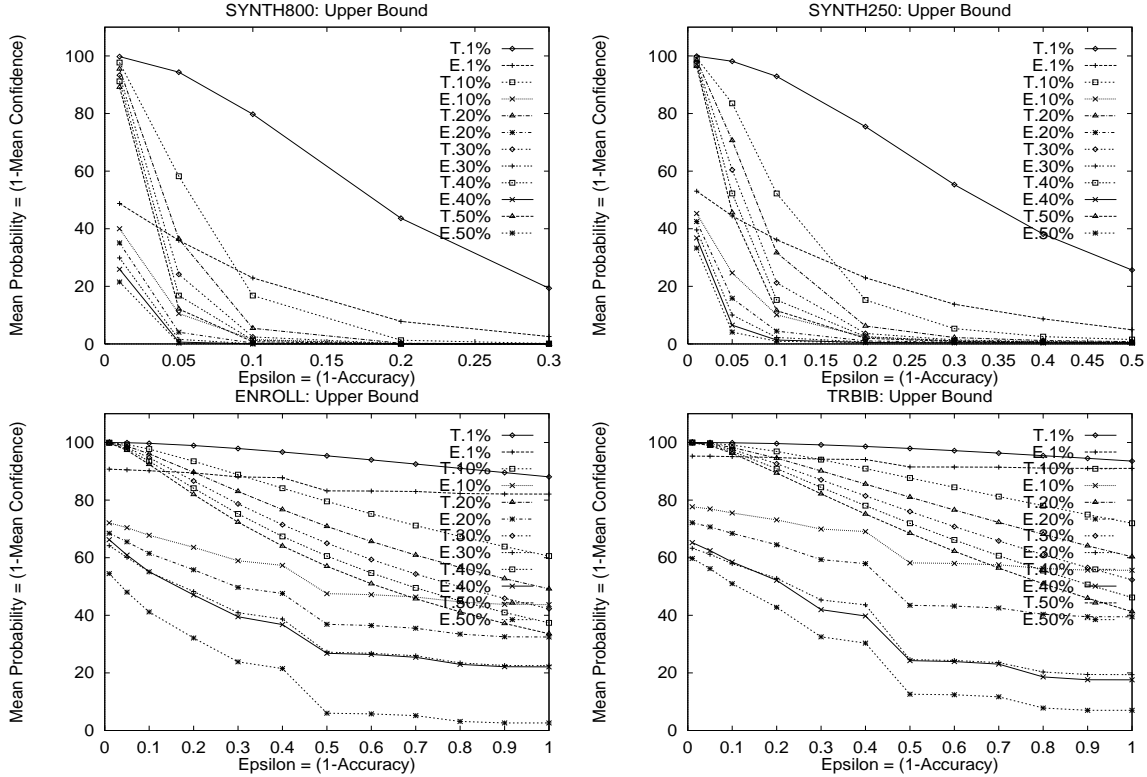 SYNTH800: Upper Bound
Mean Probability = (1-Mean Confidence)
100
80
60
40
20
0
T.1%
E.1%
T.10%
E.10%
T.20%
E.20%
T.30%
E.30%
T.40%
E.40%
T.50%
E.50%
0 0.05 0.1 0.15 0.2 0.25 0.3
Epsilon = (1-Accuracy)
SYNTH250: Upper Bound
Mean Probability = (1-Mean Confidence)
100
80
60
40
20
0
T.1%
E.1%
T.10%
E.10%
T.20%
E.20%
T.30%
E.30%
T.40%
E.40%
T.50%
E.50%
0 0.05 0.1 0.15 0.2 0.25 0.3 0.35 0.4 0.45 0.5
Epsilon = (1-Accuracy)
ENROLL: Upper Bound
Mean Probability = (1-Mean Confidence)
100
80
60
40
20
0
T.1%
E.1%
T.10%
E.10%
T.20%
E.20%
T.30%
E.30%
T.40%
E.40%
T.50%
E.50%
0 0.1 0.2 0.3 0.4 0.5 0.6 0.7 0.8 0.9 1
Epsilon = (1-Accuracy)
TRBIB: Upper Bound
Mean Probability = (1-Mean Confidence)
100
80
60
40
20
0
T.1%
E.1%
T.10%
E.10%
T.20%
E.20%
T.30%
E.30%
T.40%
E.40%
T.50%
E.50%
0 0.1 0.2 0.3 0.4 0.5 0.6 0.7 0.8 0.9 1
Epsilon = (1-Accuracy)